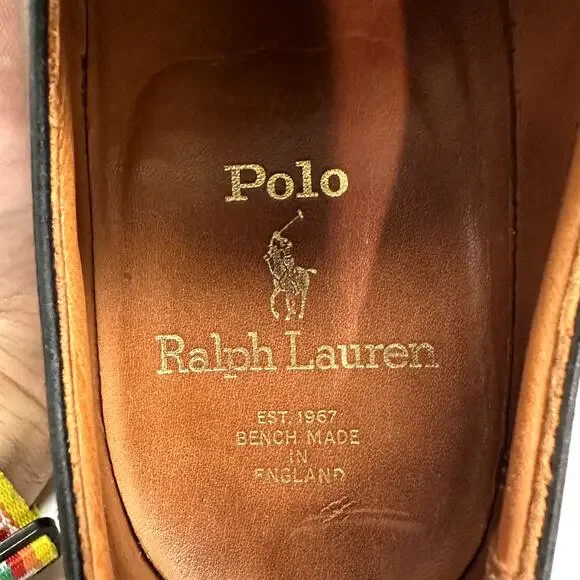 Polo
Ralph Lauren
EST. 1967
BENCH MADE
IN
ENGLAND